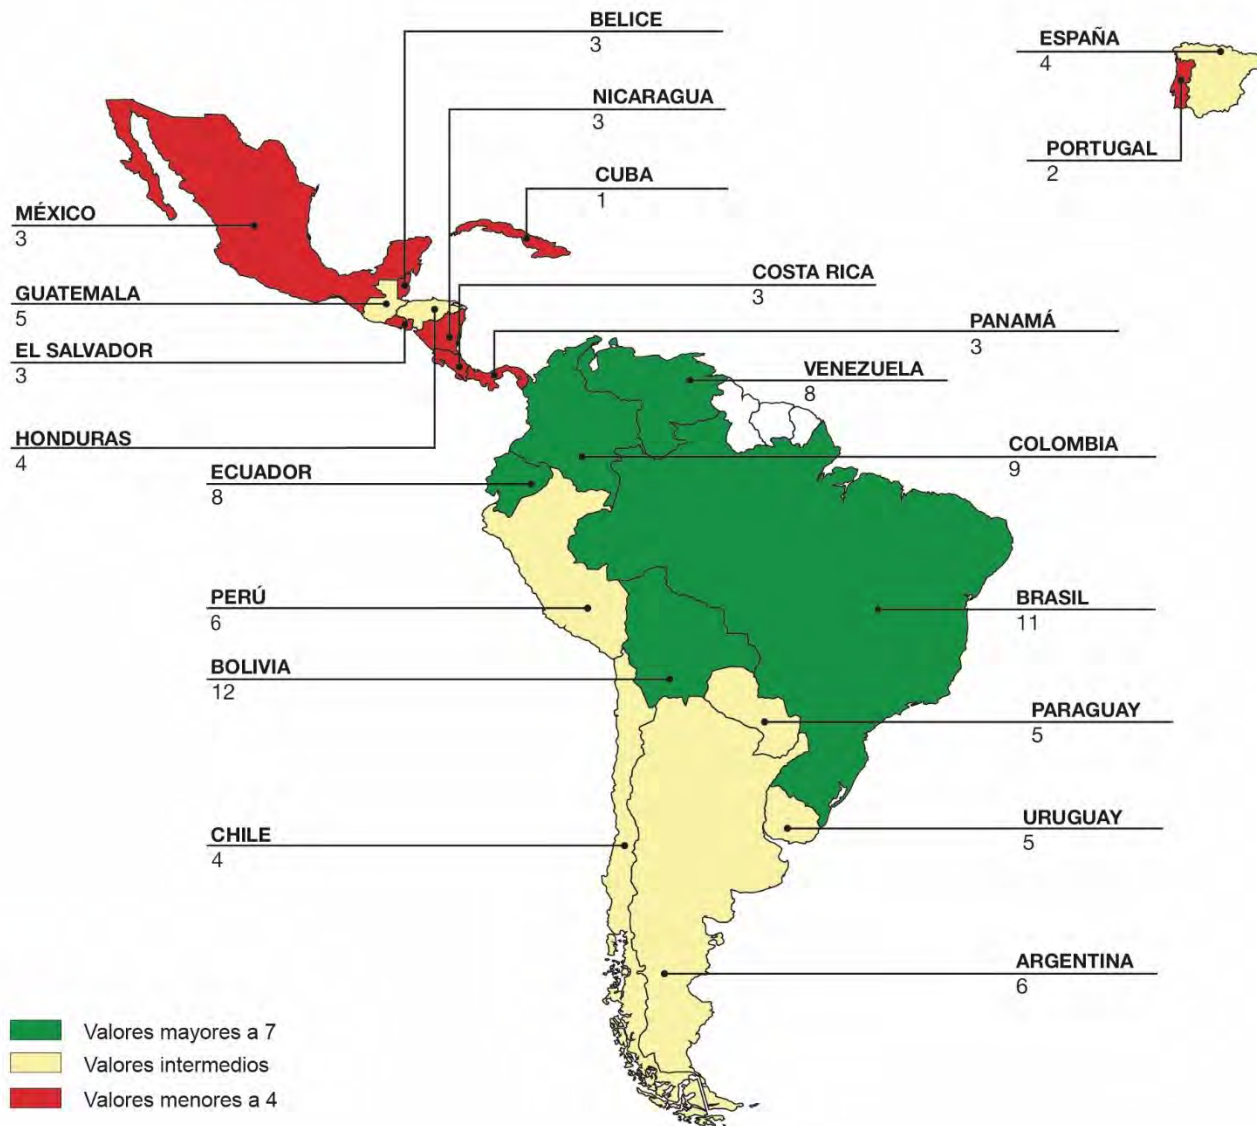 BELICE
3
ESPAÑA
4
NICARAGUA
3
PORTUGAL
2
CUBA
1
MÉXICO
3
COSTA RICA
3
GUATEMALA
5
PANAMÁ
3
EL SALVADOR
3
VENEZUELA
8
HONDURAS
4
COLOMBIA
9
ECUADOR
8
PERÚ
6
BRASIL
11
BOLIVIA
12
PARAGUAY
5
URUGUAY
5
CHILE
4
ARGENTINA
6
Valores mayores a 7
Valores intermedios
Valores menores a 4